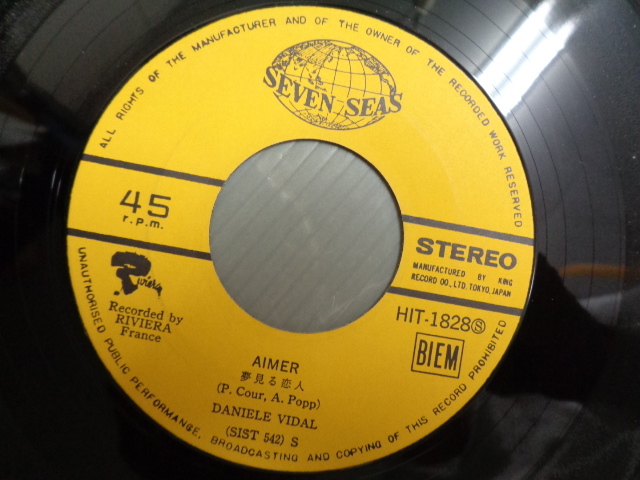 ALL RIGHTS OF THE MANUFACTURER AND OF THE OWNER OF THE RECORDED WORK RESERVED
SEVEN SEAS
45
r.p.m.
STEREO
MANUFACTURED BY KING
RECORD CO., LTD. TOKYO, JAPAN
Riviera
Recorded by
RIVIERA
France
HIT-1828Ⓢ
BIEM
AIMER
夢見る恋人
(P. Cour, A. Popp)
DANIELE VIDAL
(SIST 542) S
UNAUTHORISED PUBLIC PERFORMANCE, BROADCASTING AND COPYING OF THIS RECORD PROHIBITED